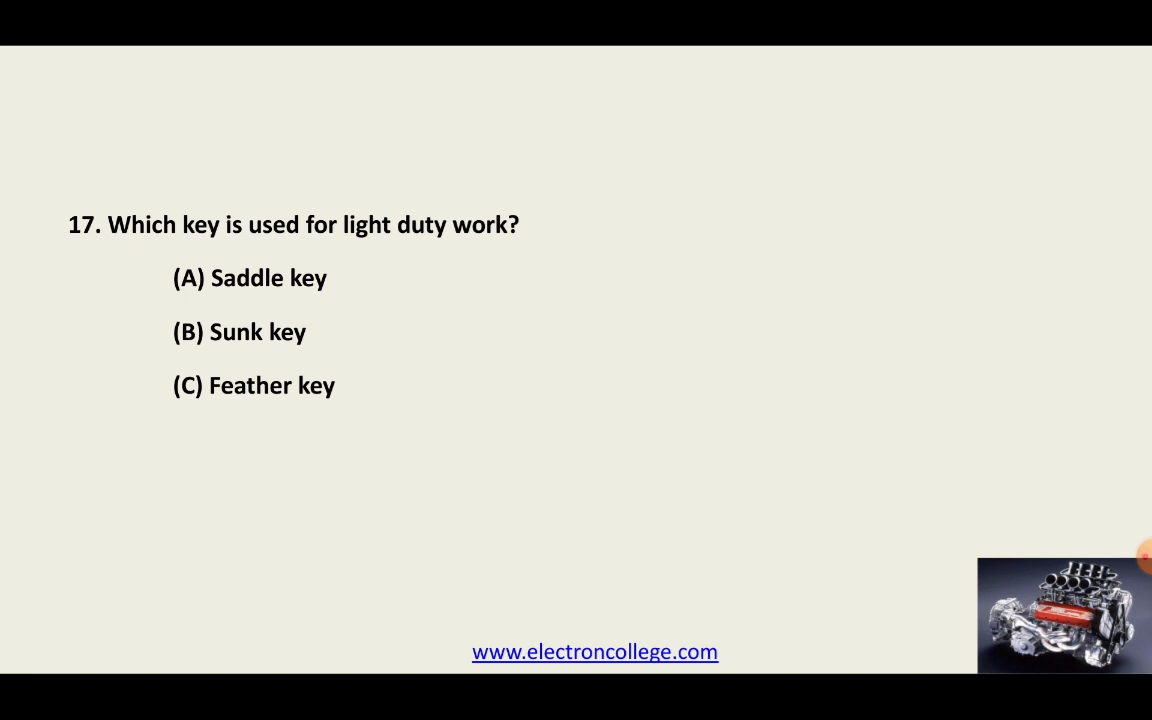 17. Which key is used for light duty work?
(A) Saddle key
(B) Sunk key
(C) Feather key
www.electroncollege.com